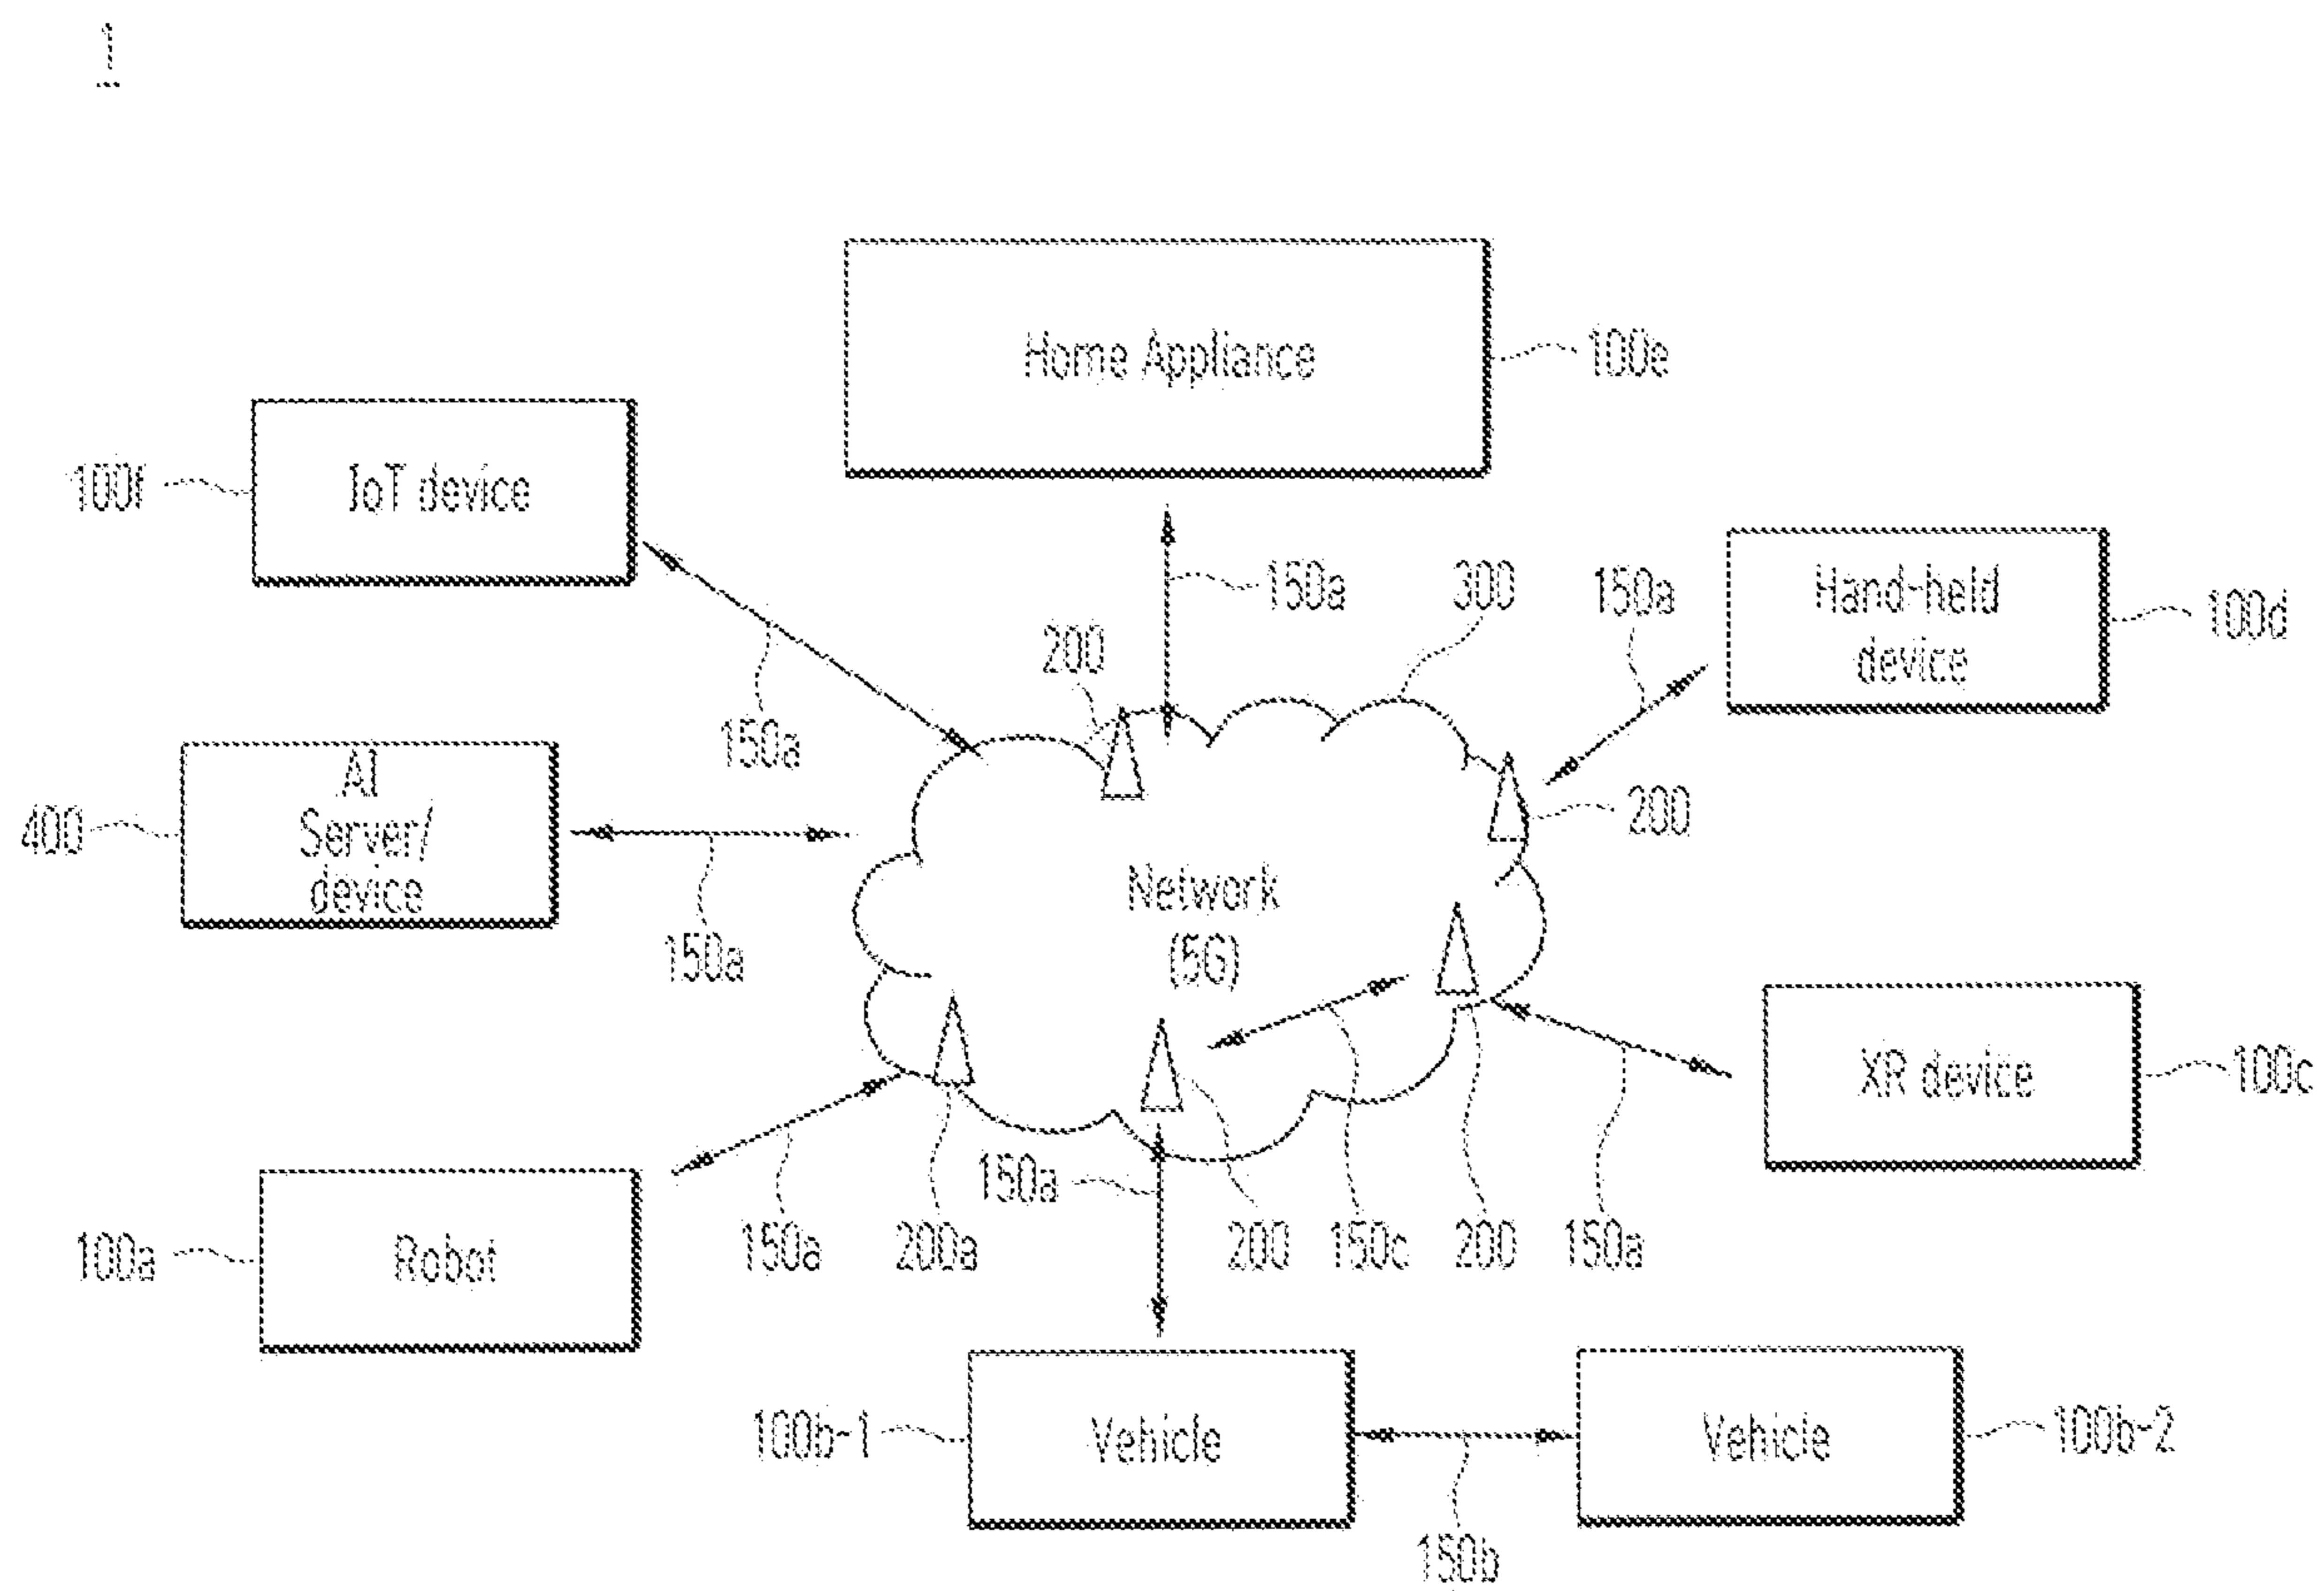 1
Home Appliance
100e
IoT device
100f
150a
300
150a
Hand-held
device
100d
200
150a
AI
Server/
device
400
200
Network
(5G)
150a
XR device
100c
150a
150a
200a
200
150c
200
150a
Robot
100a
100b-1
Vehicle
Vehicle
100b-2
150b